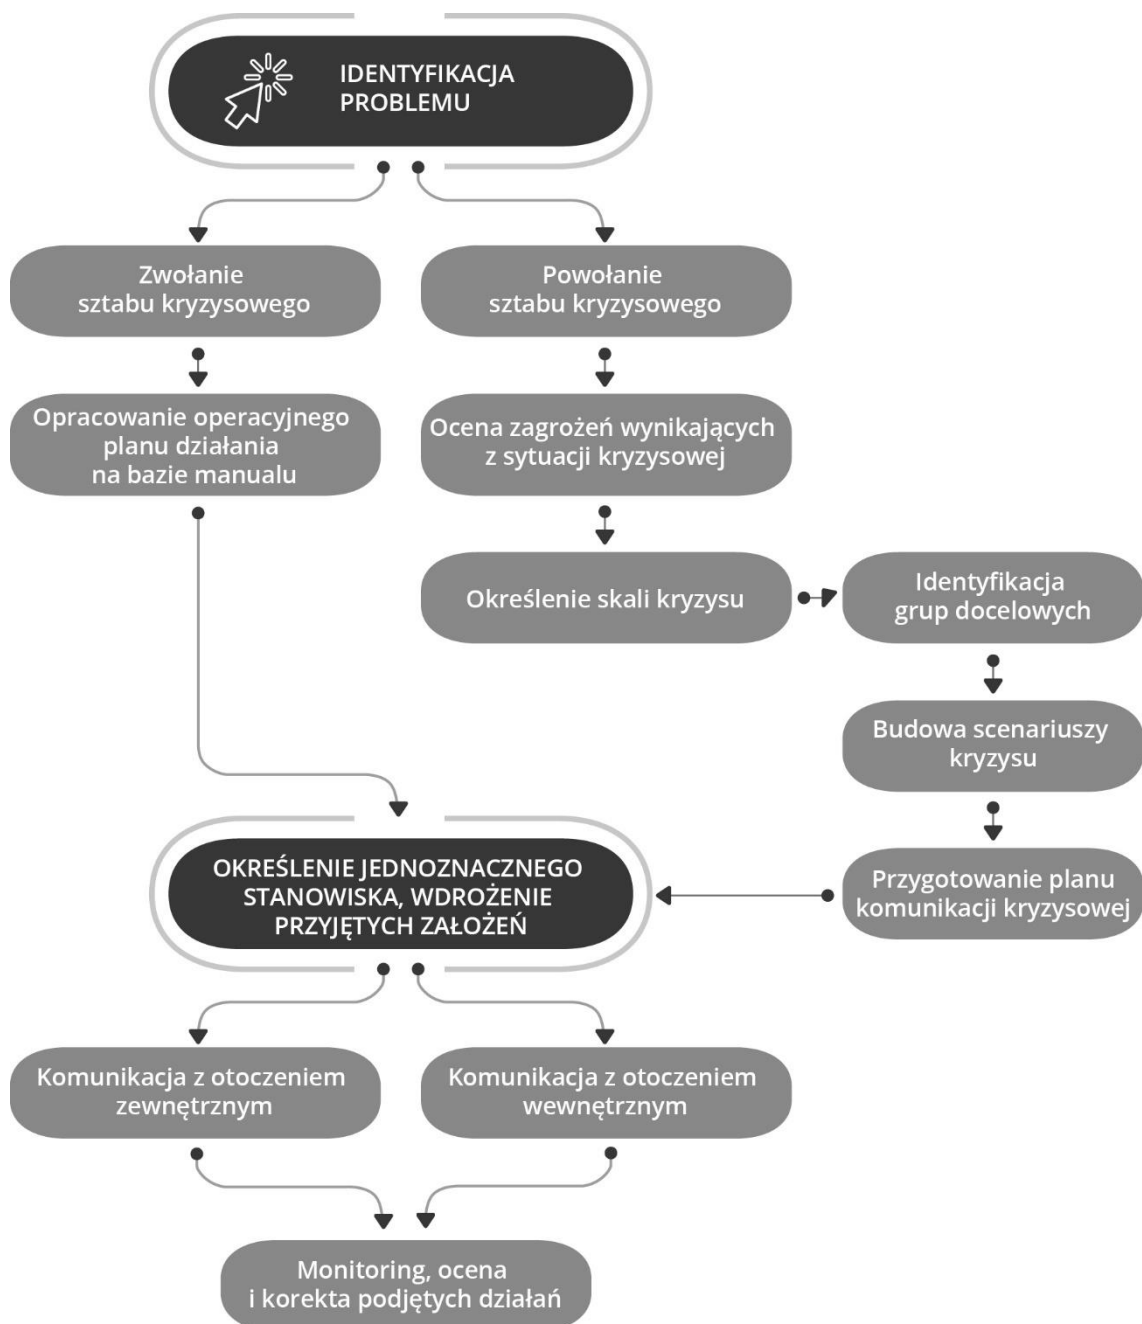 IDENTYFIKACJA
PROBLEMU
Zwołanie
sztabu kryzysowego
Powołanie
sztabu kryzysowego
Opracowanie operacyjnego
planu działania
na bazie manualu
Ocena zagrożeń wynikających
z sytuacji kryzysowej
Określenie skali kryzysu
Identyfikacja
grup docelowych
Budowa scenariuszy
kryzysu
Przygotowanie planu
komunikacji kryzysowej
OKREŚLENIE JEDNOZNACZNEGO
STANOWISKA, WDROŻENIE
PRZYJĘTYCH ZAŁOŻEŃ
Komunikacja z otoczeniem
zewnętrznym
Komunikacja z otoczeniem
wewnętrznym
Monitoring, ocena
i korekta podjętych działań